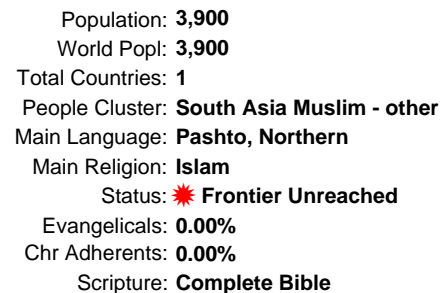 Population: 3,900
World Popl: 3,900
Total Countries: 1
People Cluster: South Asia Muslim - other
Main Language: Pashto, Northern
Main Religion: Islam
Status: Frontier Unreached
Evangelicals: 0.00%
Chr Adherents: 0.00%
Scripture: Complete Bible